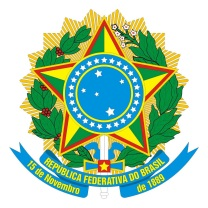 REPÚBLICA FEDERATIVA DO BRASIL
15 de Novembro de 1889